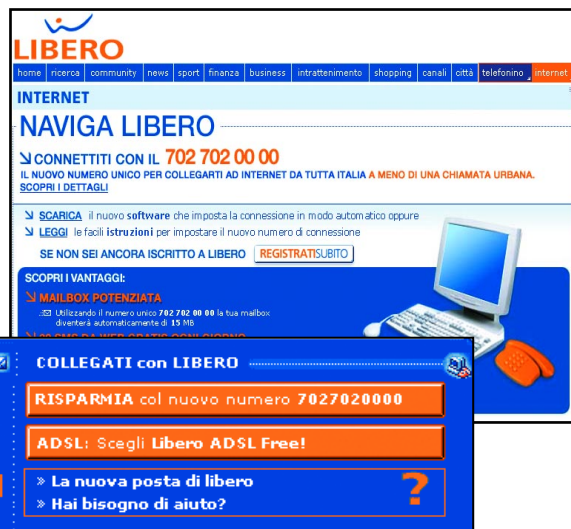 LIBERO
home ricerca community news sport finanza business intrattenimento shopping canali città telefonino internet
INTERNET
NAVIGA LIBERO
CONNETTITI CON IL 702 702 00 00
IL NUOVO NUMERO UNICO PER COLLEGARTI AD INTERNET DA TUTTA ITALIA A MENO DI UNA CHIAMATA URBANA.
SCOPRI I DETTAGLI
SCARICA il nuovo software che imposta la connessione in modo automatico oppure
LEGGI le facili istruzioni per impostare il nuovo numero di connessione
SE NON SEI ANCORA ISCRITTO A LIBERO REGISTRATISUBITO
SCOPRI I VANTAGGI:
MAILBOX POTENZIATA
Utilizzando il numero unico 702 702 00 00 la tua mailbox
diventerà automaticamente di 15 MB
SMS DA WEB GRATIS OGNI GIORNO
COLLEGATI con LIBERO
RISPARMIA col nuovo numero 7027020000
ADSL: Scegli Libero ADSL Free!
» La nuova posta di libero
» Hai bisogno di aiuto?
?